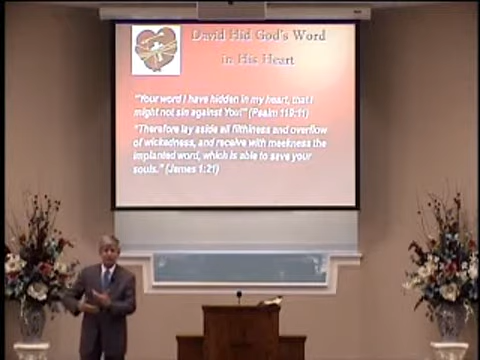 David Hid God's Word
in His Heart
"Your word I have hidden in my heart, that I
might not sin against You!" (Psalm 119:11)
"Therefore lay aside all filthiness and overflow
of wickedness, and receive with meekness the
implanted word, which is able to save your
souls." (James 1:21)